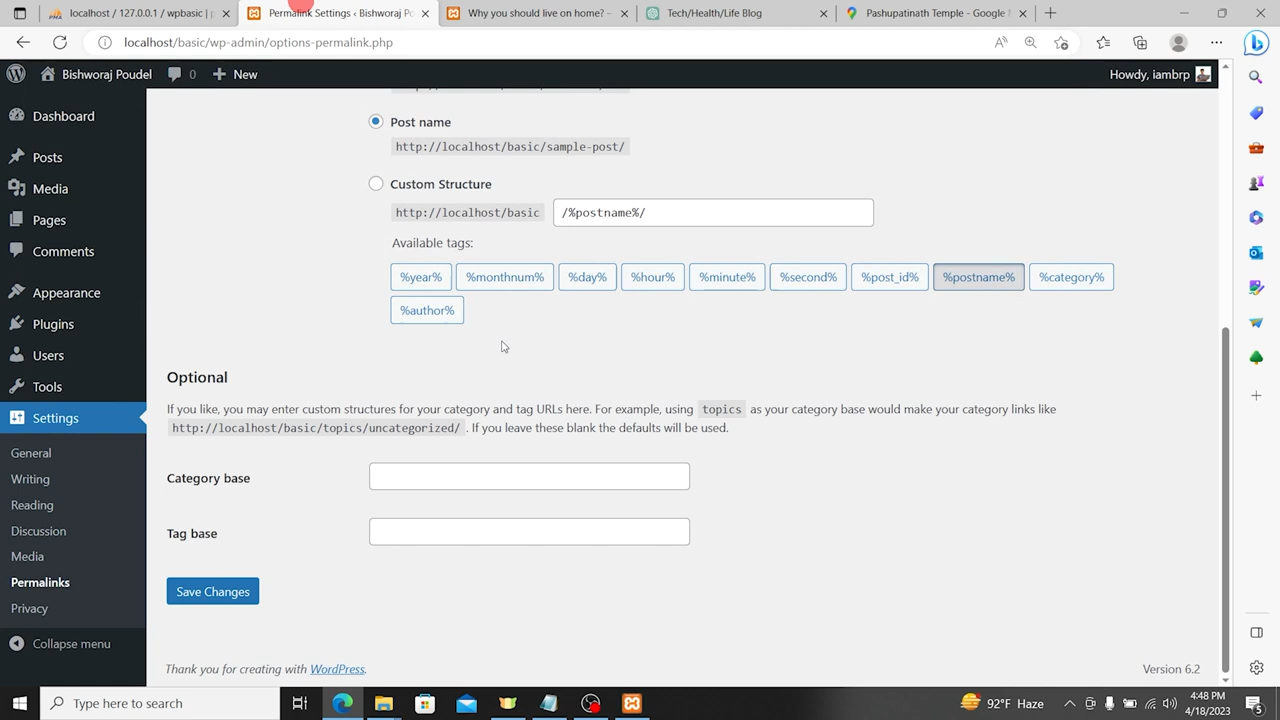 localhost / 127.0.0.1 / wpbasic | p
Permalink Settings ‹ Bishworaj Po
Why you should live on home? –
Tech/Health/Life Blog
Pashupatinath Temple - Google
localhost/basic/wp-admin/options-permalink.php
Bishworaj Poudel
0
New
Howdy, iambrp
Dashboard
Posts
Media
Pages
Comments
Appearance
Plugins
Users
Tools
Settings
General
Writing
Reading
Discussion
Media
Permalinks
Privacy
Collapse menu
Post name
http://localhost/basic/sample-post/
Custom Structure
http://localhost/basic
/%postname%/
Available tags:
%year%
%monthnum%
%day%
%hour%
%minute%
%second%
%post_id%
%postname%
%category%
%author%
Optional
If you like, you may enter custom structures for your category and tag URLs here. For example, using topics as your category base would make your category links like
http://localhost/basic/topics/uncategorized/ . If you leave these blank the defaults will be used.
Category base
Tag base
Save Changes
Thank you for creating with WordPress.
Version 6.2
Type here to search
92°F Haze
4:48 PM
4/18/2023
5